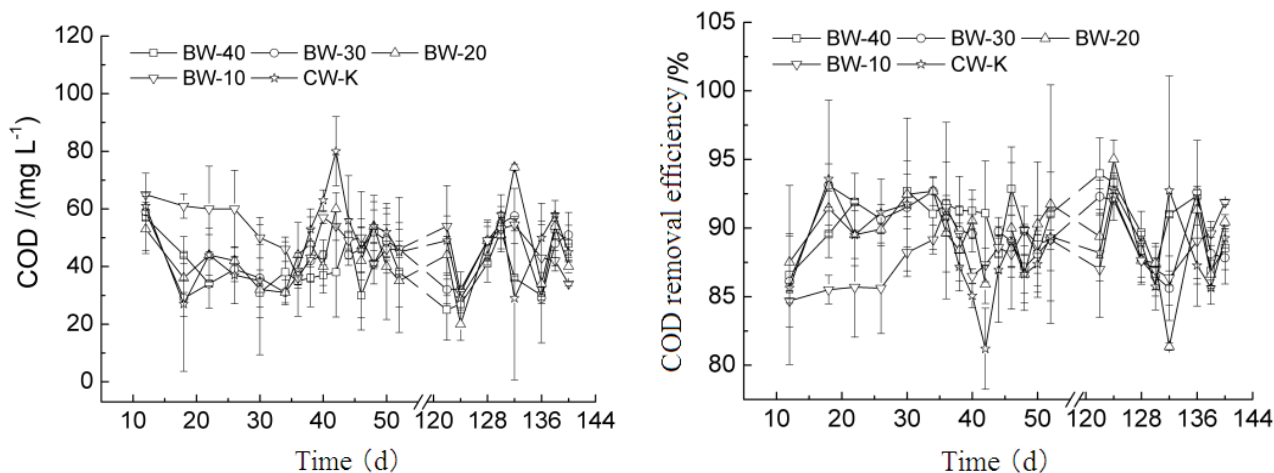 120
100
80
60
40
20
0
COD /(mg L⁻¹)
BW-40 BW-30 BW-20
BW-10 CW-K
10 20 30 40 50 120 128 136 144
Time (d)
105
100
95
90
85
80
COD removal efficiency/%
BW-40 BW-30 BW-20
BW-10 CW-K
10 20 30 40 50 120 128 136 144
Time (d)